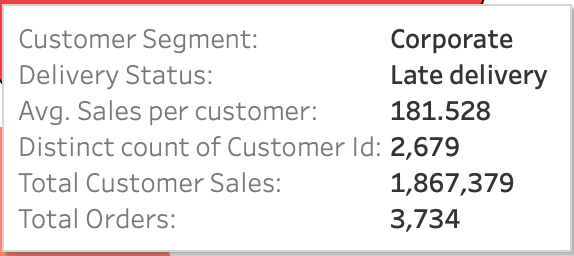 Customer Segment: Corporate
Delivery Status: Late delivery
Avg. Sales per customer: 181.528
Distinct count of Customer Id: 2,679
Total Customer Sales: 1,867,379
Total Orders: 3,734